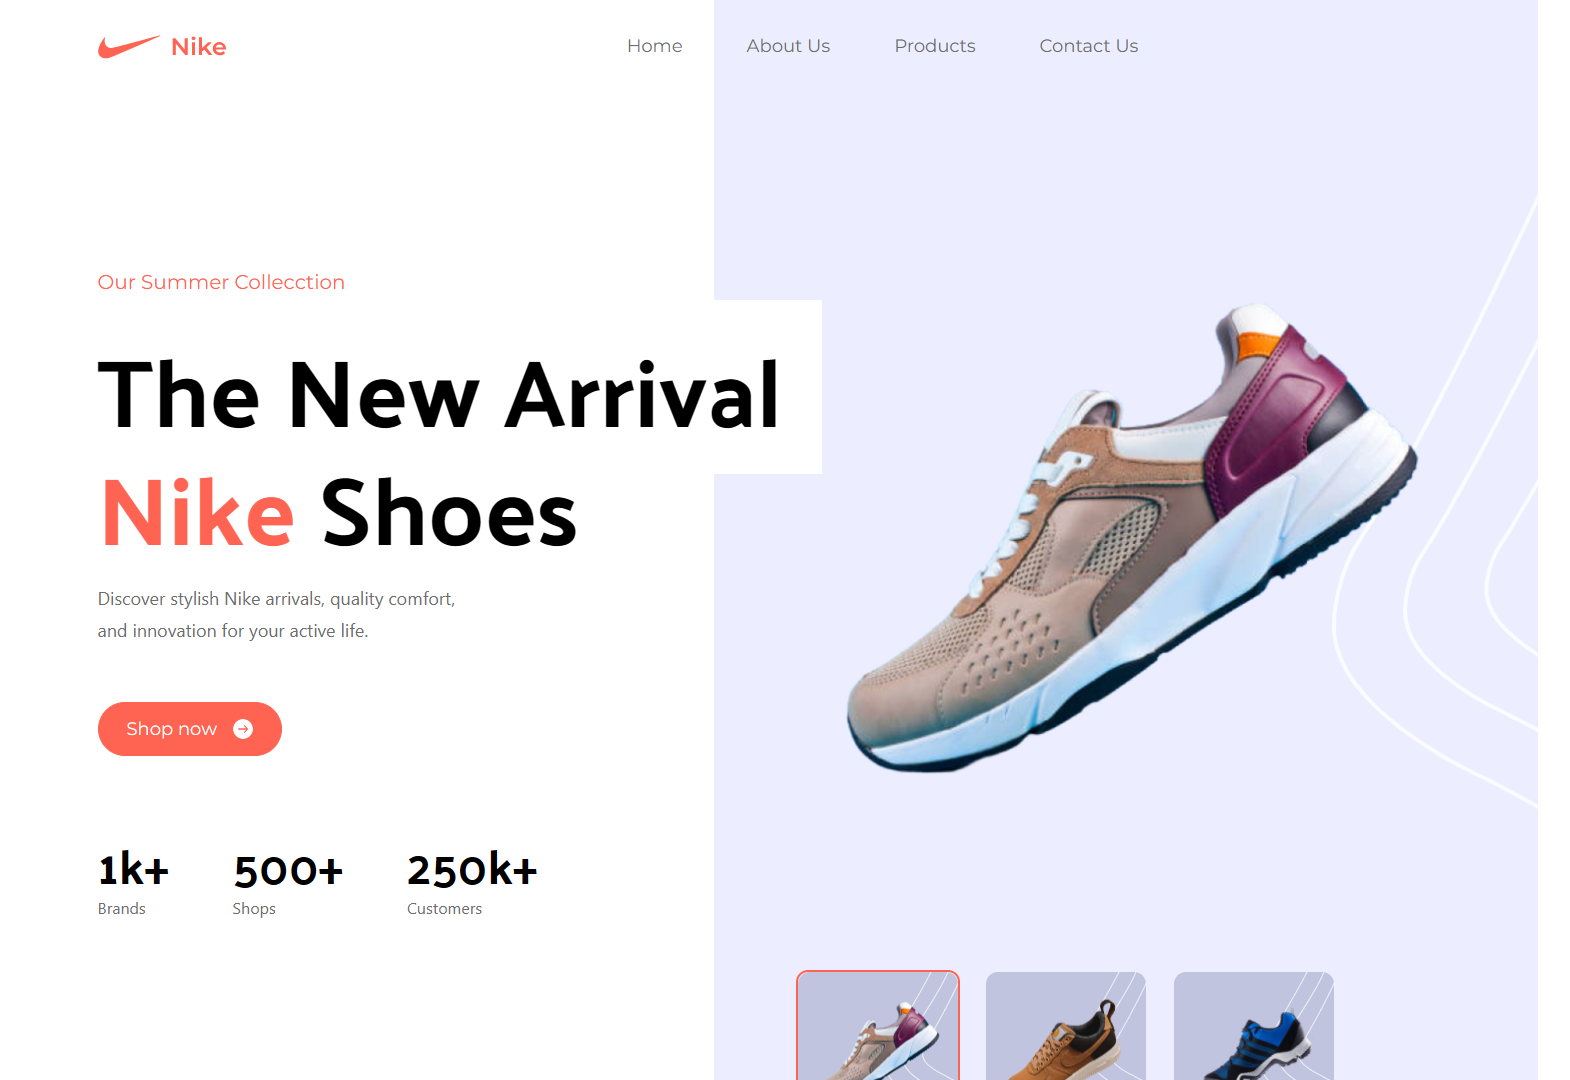 Nike
Home
About Us
Products
Contact Us
Our Summer Collecction
The New Arrival
Nike Shoes
Discover stylish Nike arrivals, quality comfort,
and innovation for your active life.
Shop now
1k+
500+
250k+
Brands
Shops
Customers